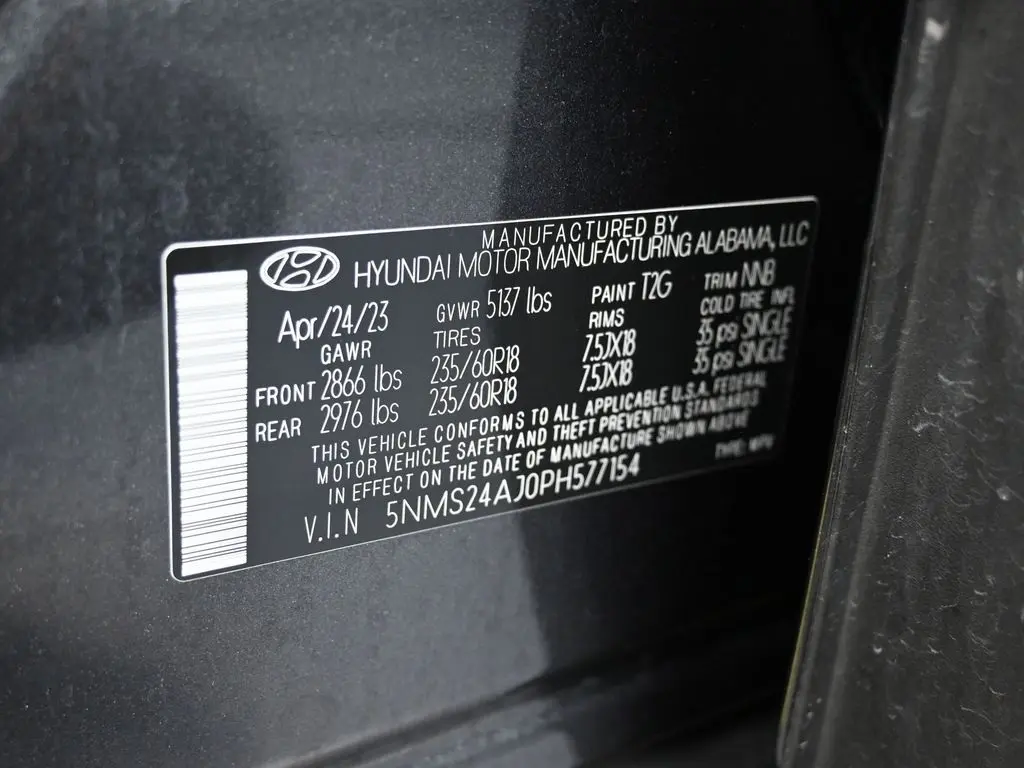 MANUFACTURED BY
HYUNDAI MOTOR MANUFACTURING ALABAMA, LLC
Apr/24/23 GVWR 5137 lbs PAINT T2G TRIM NNB
GAWR TIRES RIMS COLD TIRE INFL
FRONT 2866 lbs 235/60R18 7.5JX18 35 psi SINGLE
REAR 2976 lbs 235/60R18 7.5JX18 35 psi SINGLE
THIS VEHICLE CONFORMS TO ALL APPLICABLE U.S.A. FEDERAL
MOTOR VEHICLE SAFETY AND THEFT PREVENTION STANDARDS
IN EFFECT ON THE DATE OF MANUFACTURE SHOWN ABOVE
V.I.N 5NMS24AJ0PH577154 TYPE: MPV